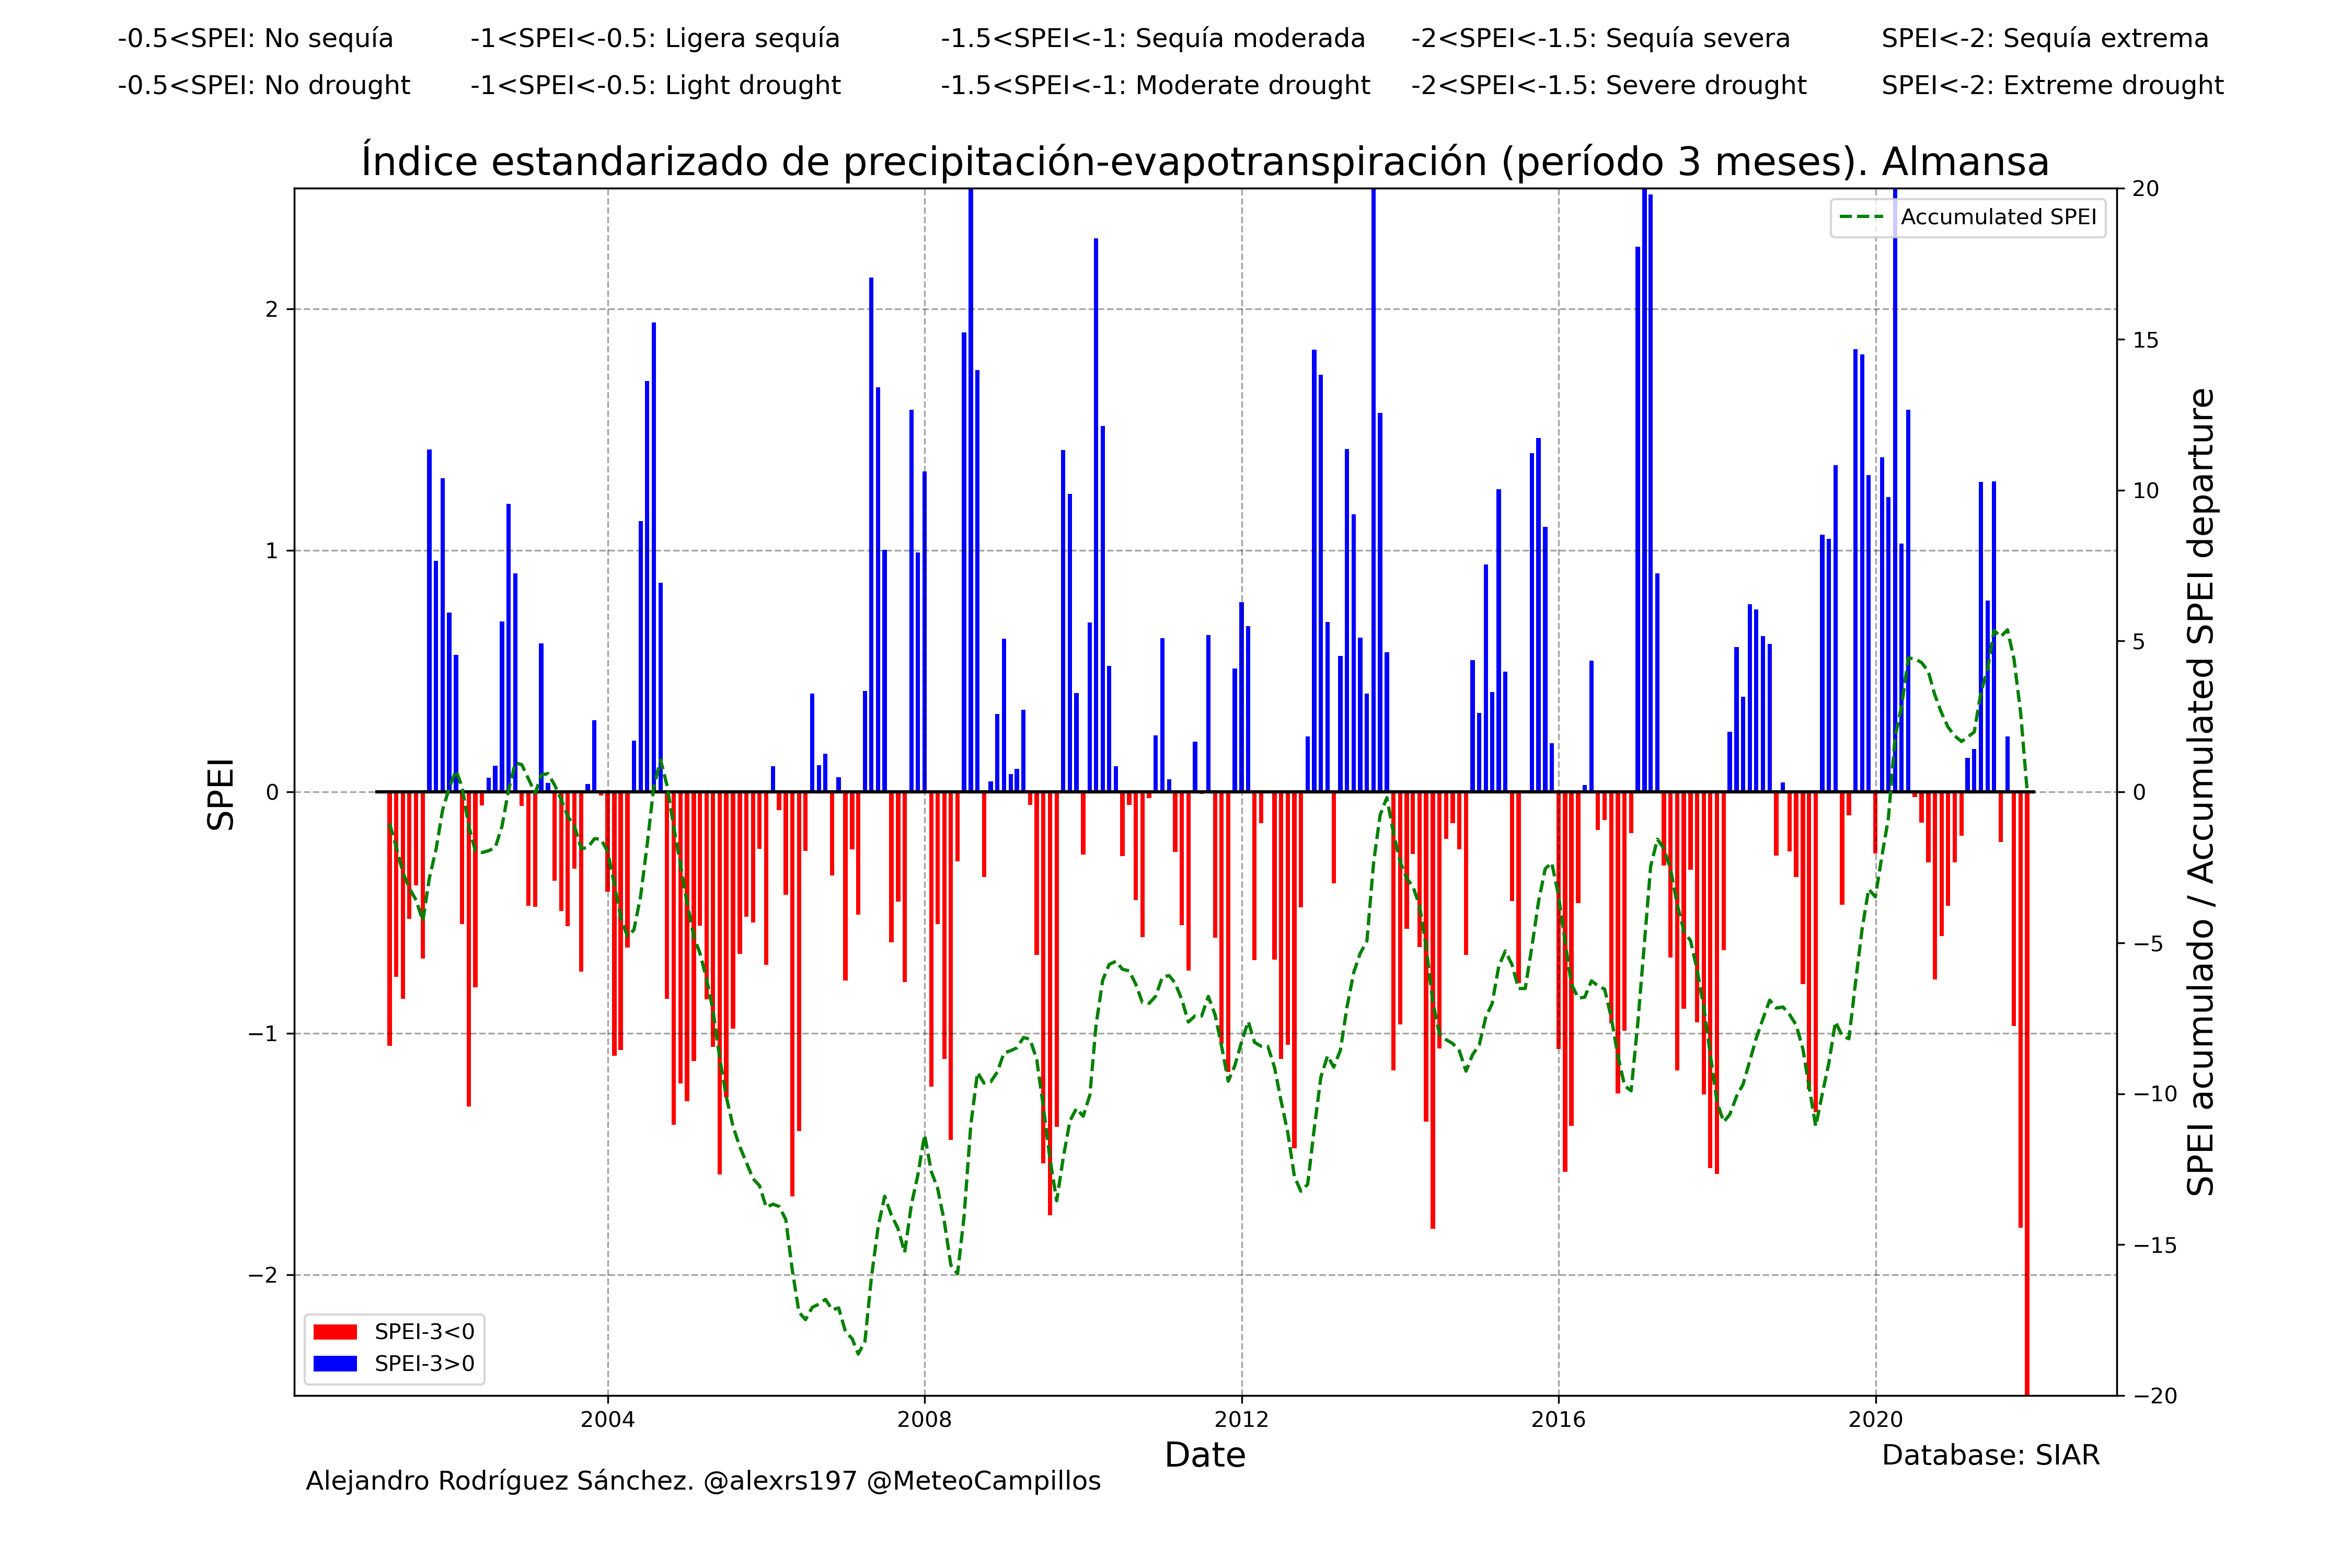 -0.5<SPEI: No sequía -1<SPEI<-0.5: Ligera sequía -1.5<SPEI<-1: Sequía moderada -2<SPEI<-1.5: Sequía severa SPEI<-2: Sequía extrema
-0.5<SPEI: No drought -1<SPEI<-0.5: Light drought -1.5<SPEI<-1: Moderate drought -2<SPEI<-1.5: Severe drought SPEI<-2: Extreme drought
Índice estandarizado de precipitación-evapotranspiración (período 3 meses). Almansa
SPEI
2
1
0
−1
−2
Accumulated SPEI
20
15
10
5
0
−5
−10
−15
−20
SPEI acumulado / Accumulated SPEI departure
SPEI-3<0
SPEI-3>0
2004 2008 2012 2016 2020
Date
Database: SIAR
Alejandro Rodríguez Sánchez. @alexrs197 @MeteoCampillos